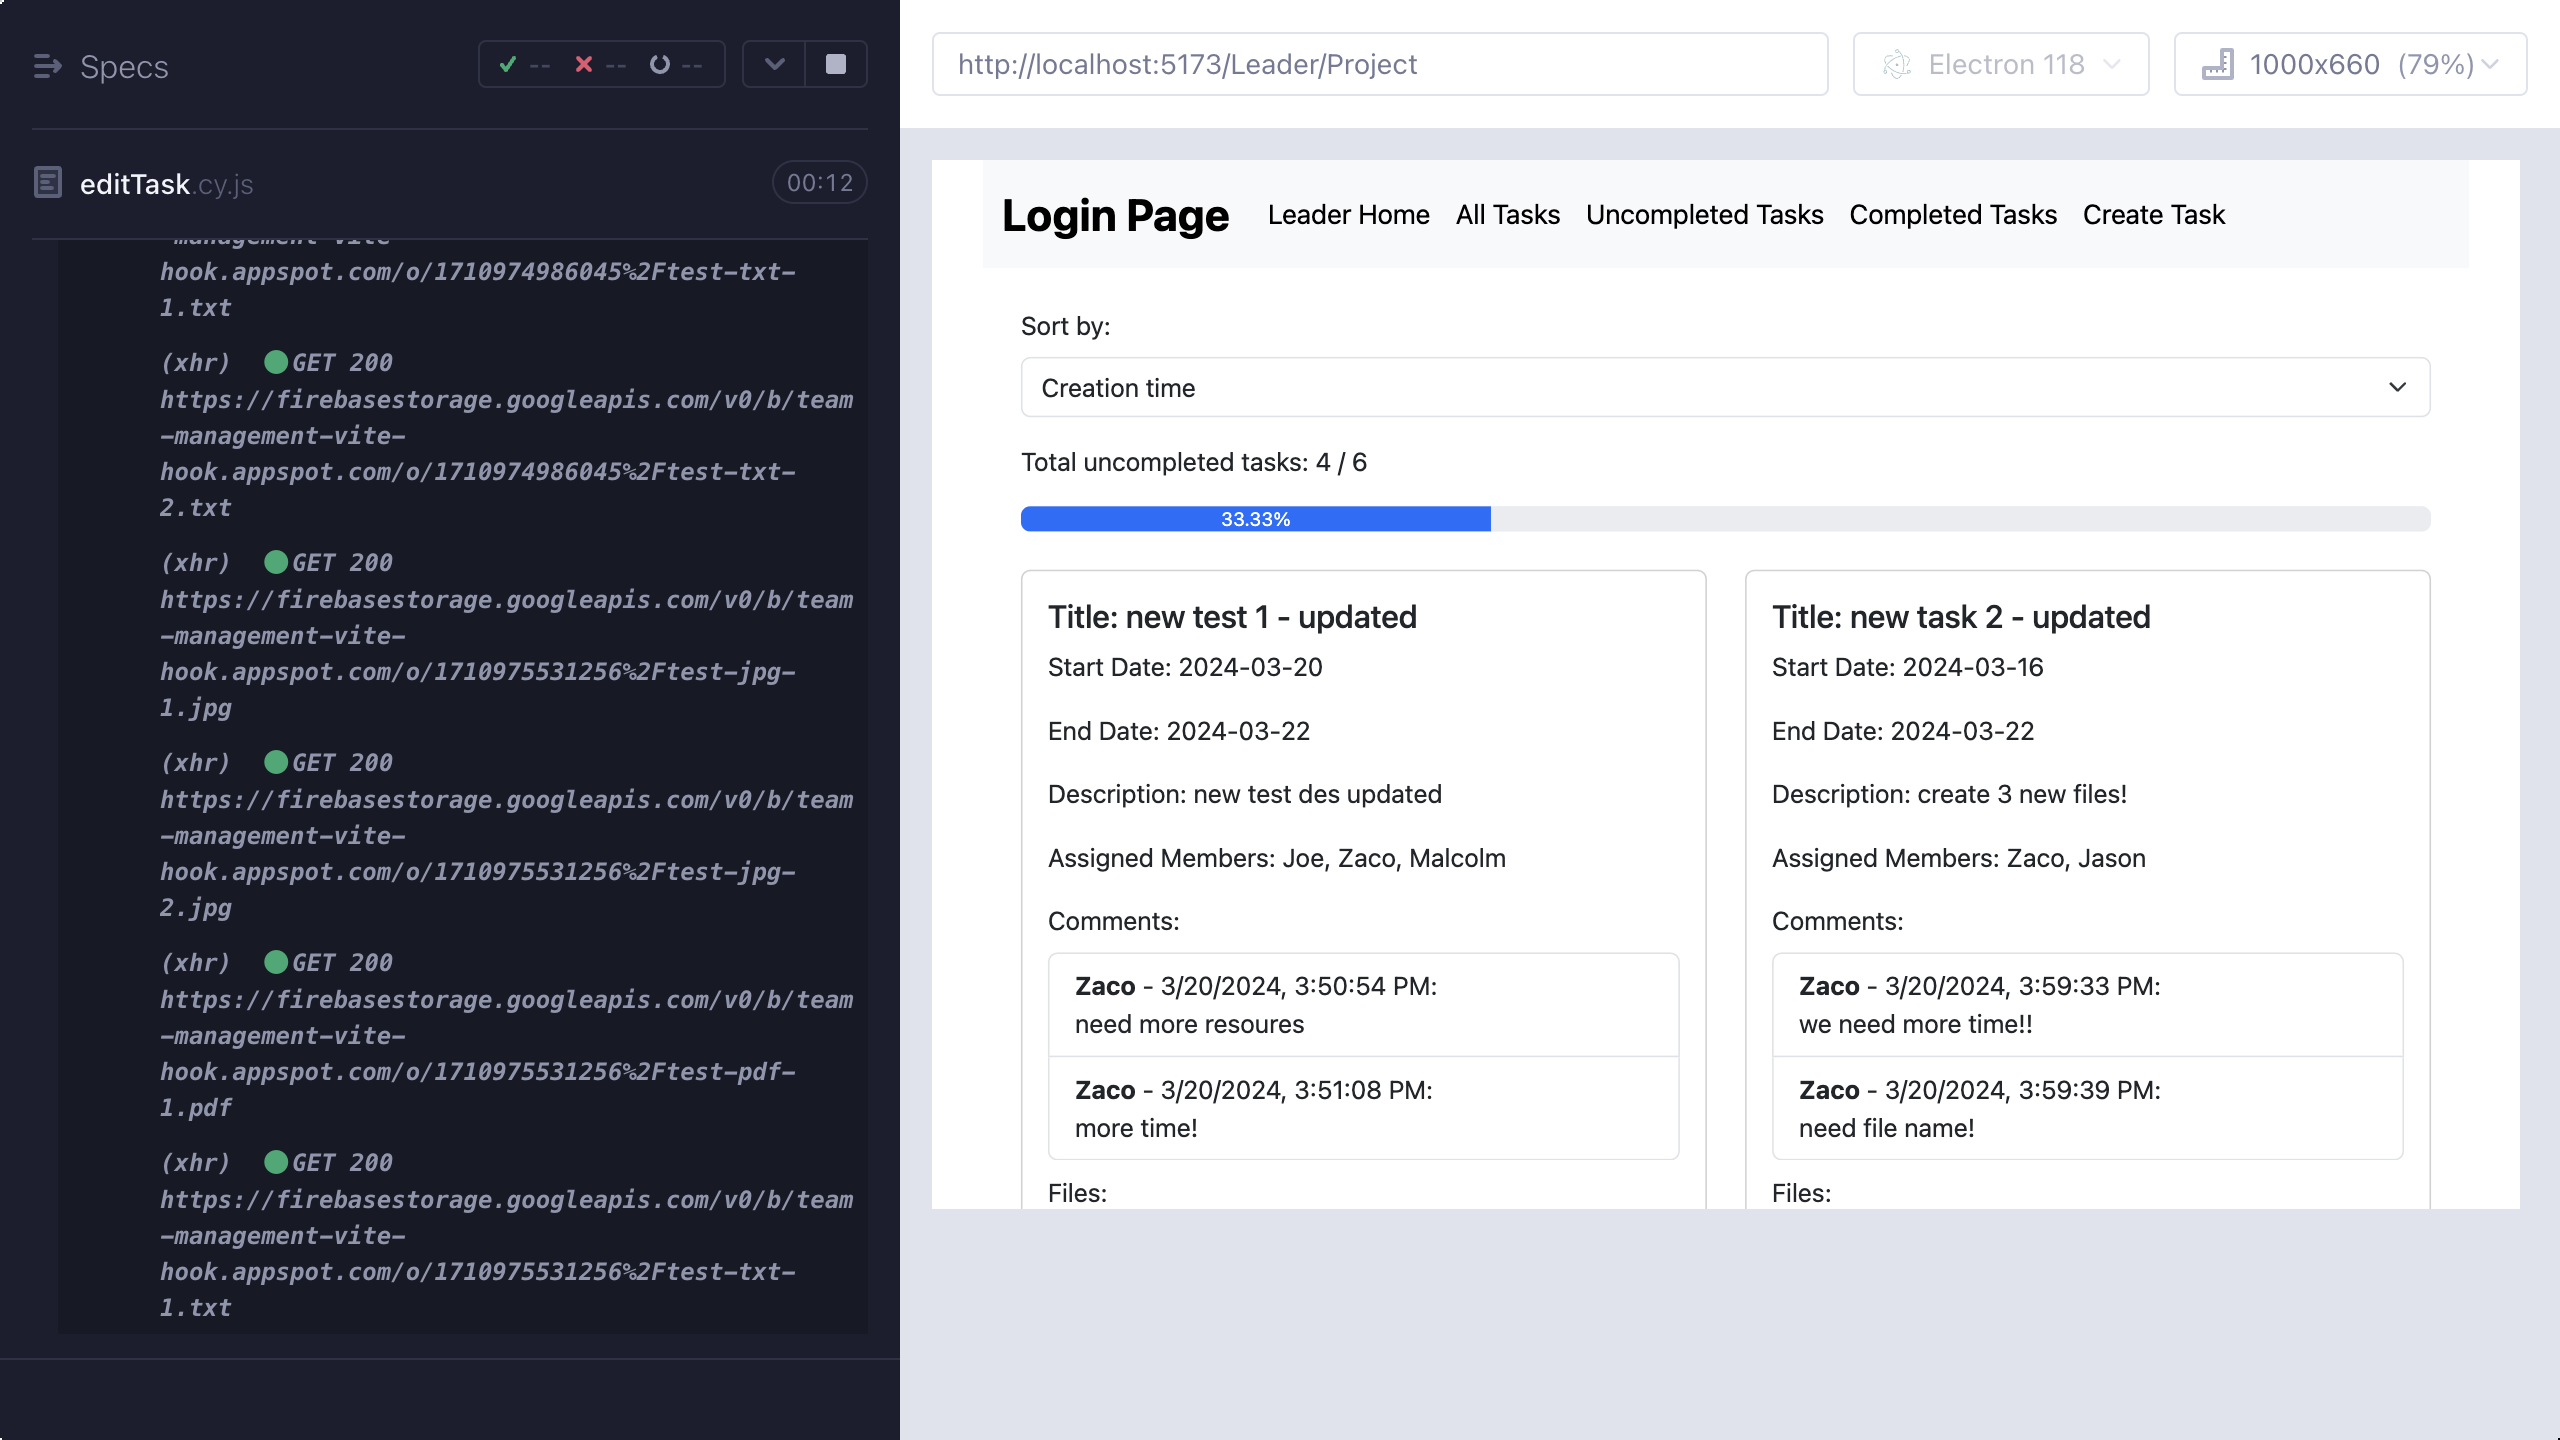 Specs
-- -- --
editTask.cy.js
00:12
-management-vite-
hook.appspot.com/o/1710974986045%2Ftest-txt-
1.txt
(xhr) GET 200
https://firebasestorage.googleapis.com/v0/b/team
-management-vite-
hook.appspot.com/o/1710974986045%2Ftest-txt-
2.txt
(xhr) GET 200
https://firebasestorage.googleapis.com/v0/b/team
-management-vite-
hook.appspot.com/o/1710975531256%2Ftest-jpg-
1.jpg
(xhr) GET 200
https://firebasestorage.googleapis.com/v0/b/team
-management-vite-
hook.appspot.com/o/1710975531256%2Ftest-jpg-
2.jpg
(xhr) GET 200
https://firebasestorage.googleapis.com/v0/b/team
-management-vite-
hook.appspot.com/o/1710975531256%2Ftest-pdf-
1.pdf
(xhr) GET 200
https://firebasestorage.googleapis.com/v0/b/team
-management-vite-
hook.appspot.com/o/1710975531256%2Ftest-txt-
1.txt
http://localhost:5173/Leader/Project
Electron 118
1000x660 (79%)
Login Page Leader Home All Tasks Uncompleted Tasks Completed Tasks Create Task
Sort by:
Creation time
Total uncompleted tasks: 4 / 6
33.33%
Title: new test 1 - updated
Start Date: 2024-03-20
End Date: 2024-03-22
Description: new test des updated
Assigned Members: Joe, Zaco, Malcolm
Comments:
Zaco - 3/20/2024, 3:50:54 PM:
need more resoures
Zaco - 3/20/2024, 3:51:08 PM:
more time!
Files:
Title: new task 2 - updated
Start Date: 2024-03-16
End Date: 2024-03-22
Description: create 3 new files!
Assigned Members: Zaco, Jason
Comments:
Zaco - 3/20/2024, 3:59:33 PM:
we need more time!!
Zaco - 3/20/2024, 3:59:39 PM:
need file name!
Files: